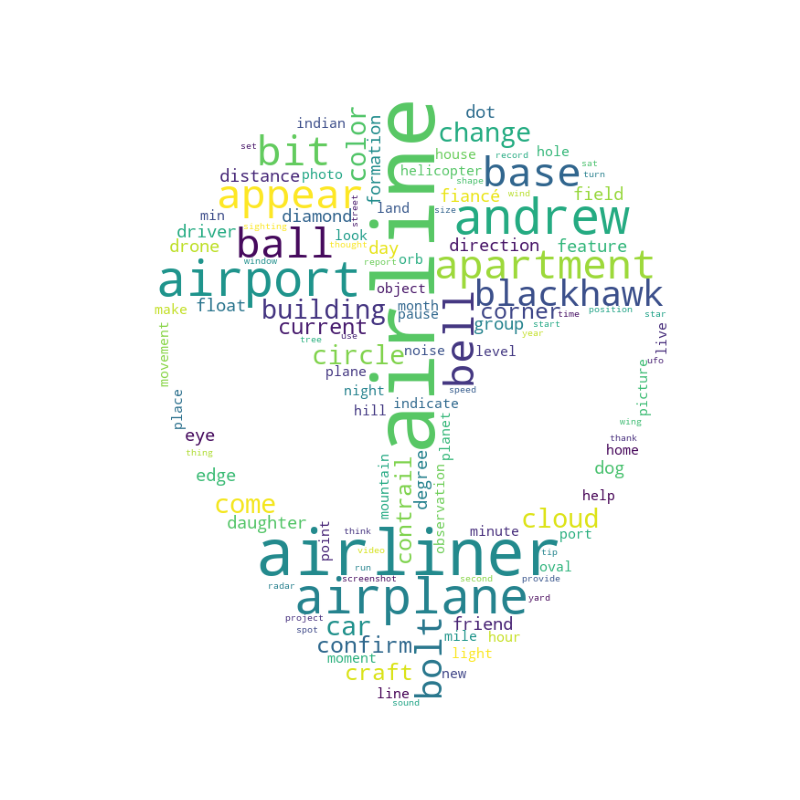 airline
dot
indian
color
formation
change
set
bit
house
record
hole
distance
photo
helicopter
base
sat
turn
shape
appear
street
fiancé
wind
field
min
diamond
land
size
andrew
driver
sighting
look
day
direction
feature
drone
thought
ball
window
report
orb
apartment
airport
object
blackhawk
make
float
building
month
pause
corner
time
position
star
current
use
group
start
live
tree
circle
noise
bell
level
year
ufo
movement
plane
night
speed
picture
place
hill
indicate
planet
wing
eye
thing
mountain
contrail
degree
observation
thank
home
edge
dog
help
come
cloud
daughter
point
think
minute
port
airliner
video
tip
run
oval
radar
screenshot
second
provide
airplane
yard
project
spot
car
bolt
friend
confirm
mile
hour
moment
light
craft
new
line
sound